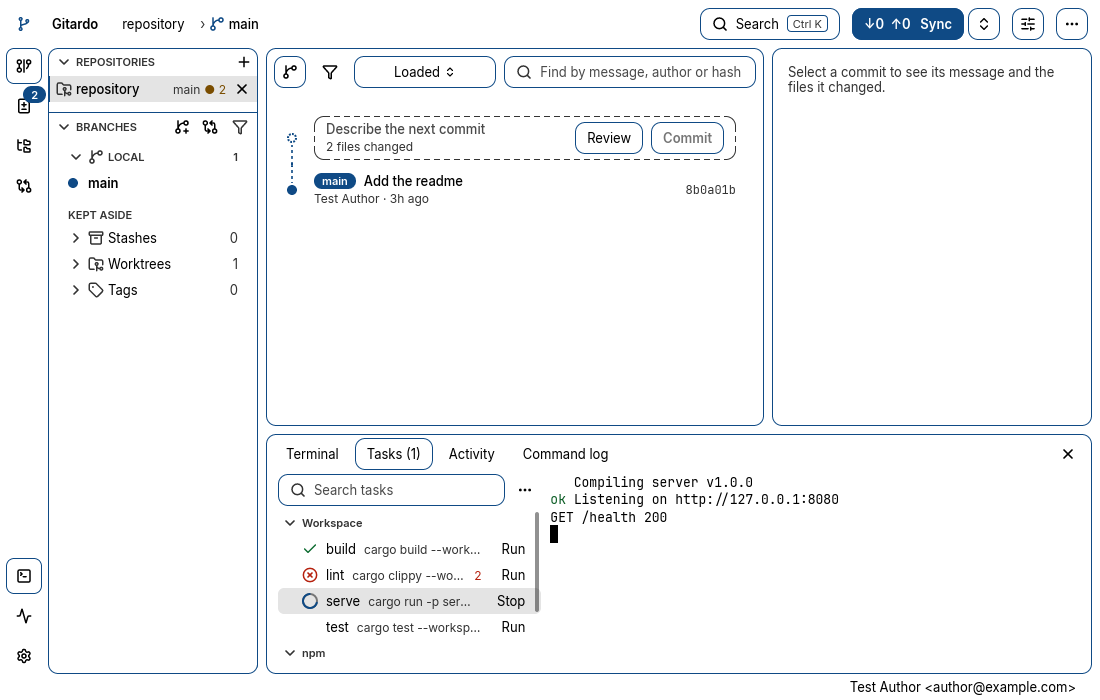 Gitardo repository › main Search Ctrl K ↓0 ↑0 Sync
2
REPOSITORIES
repository main 2
BRANCHES
LOCAL 1
main
KEPT ASIDE
Stashes 0
Worktrees 1
Tags 0
Loaded Find by message, author or hash
Describe the next commit
2 files changed
Review Commit
main Add the readme
Test Author · 3h ago
8b0a01b
Select a commit to see its message and the
files it changed.
Terminal Tasks (1) Activity Command log
Search tasks
Workspace
build cargo build --work... Run
lint cargo clippy --wo... 2 Run
serve cargo run -p ser... Stop
test cargo test --worksp... Run
npm
Compiling server v1.0.0
ok Listening on http://127.0.0.1:8080
GET /health 200
Test Author <author@example.com>